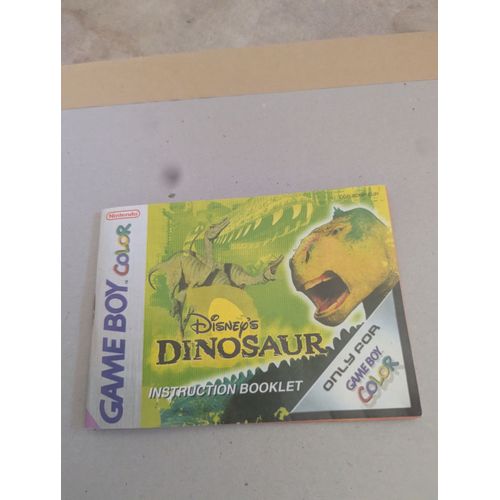 Nintendo
GAME BOY COLOR
Disney's
DINOSAUR
INSTRUCTION BOOKLET
ONLY FOR
GAME BOY
COLOR